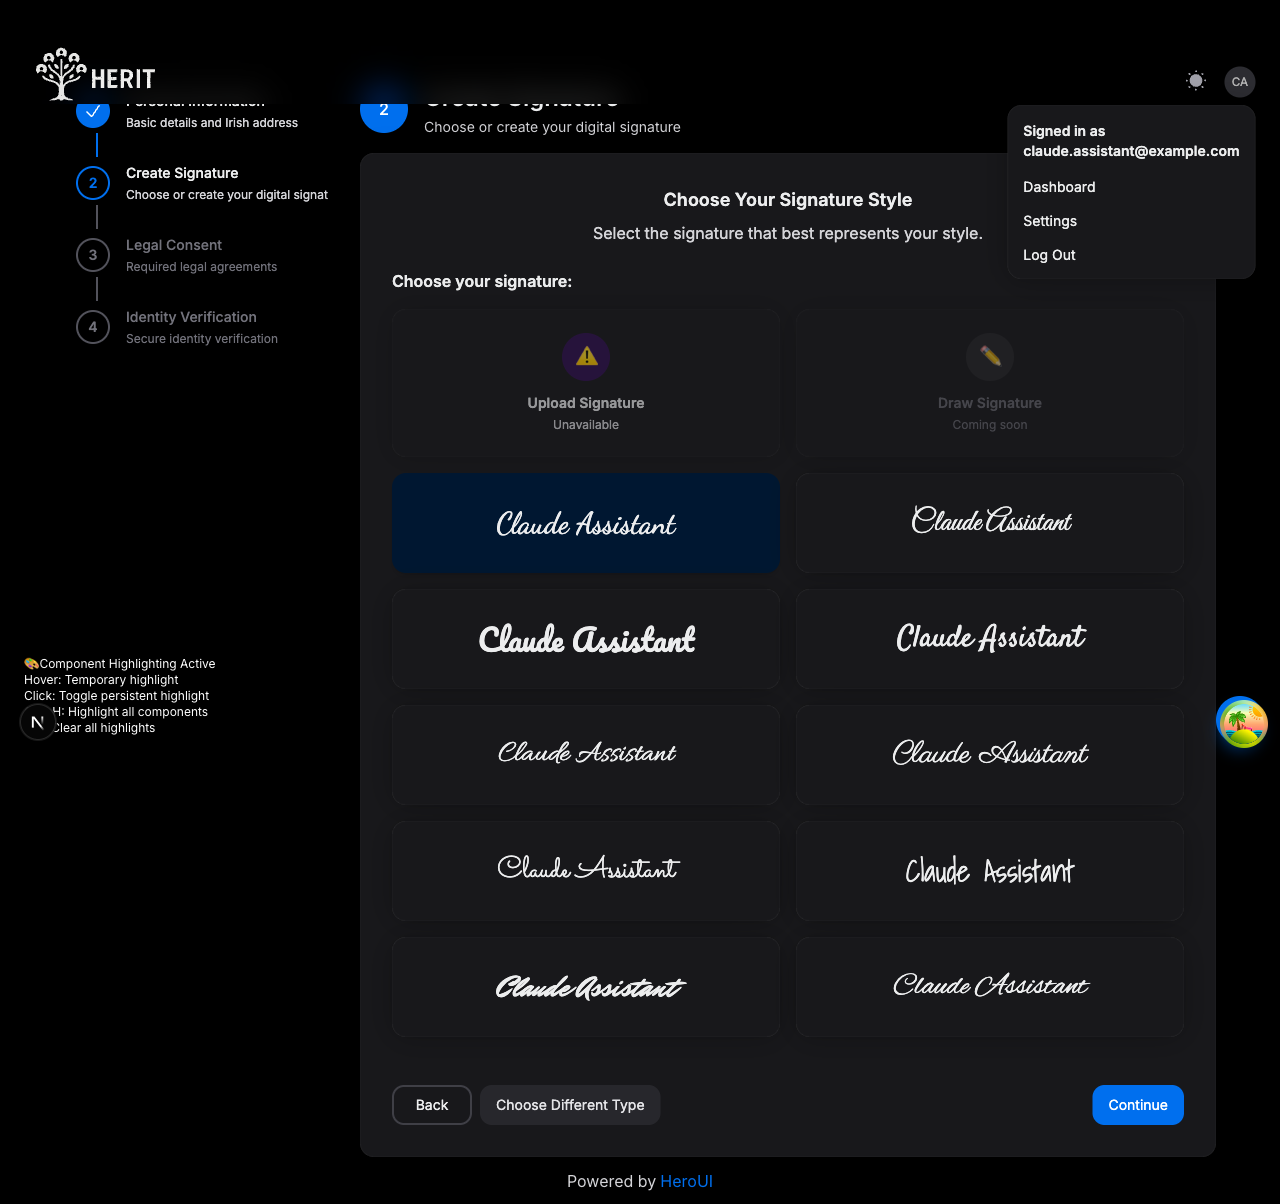 HERIT
CA
Signed in as
claude.assistant@example.com
Dashboard
Settings
Log Out
Personal Information
Basic details and Irish address
2
Create Signature
Choose or create your digital signat
3
Legal Consent
Required legal agreements
4
Identity Verification
Secure identity verification
2
Create Signature
Choose or create your digital signature
Choose Your Signature Style
Select the signature that best represents your style.
Choose your signature:
Upload Signature
Unavailable
Draw Signature
Coming soon
Claude Assistant
Claude Assistant
Claude Assistant
Claude Assistant
Claude Assistant
Claude Assistant
Claude Assistant
Claude Assistant
Claude Assistant
Claude Assistant
🎨Component Highlighting Active
Hover: Temporary highlight
Click: Toggle persistent highlight
H: Highlight all components
Clear all highlights
N
Back
Choose Different Type
Continue
Powered by HeroUI